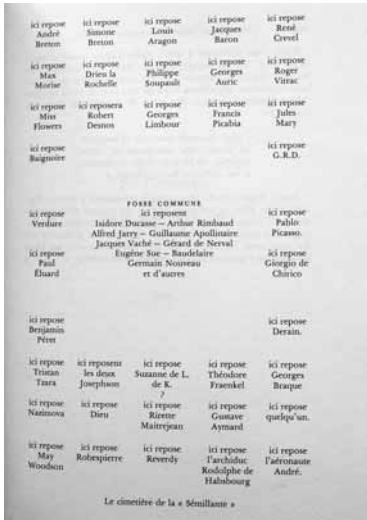 ici repose ici repose ici repose ici repose ici repose
André Simone Louis Jacques René
Breton Breton Aragon Baron Crevel
ici repose ici repose ici repose ici repose ici repose
Max Drieu la Philippe Georges Roger
Morise Rochelle Soupault Auric Vitrac
ici repose ici reposera ici repose ici repose ici repose
Miss Robert Georges Francis Jules
Flowers Desnos Limbour Picabia Mary
ici repose ici repose
Baignoire G.R.D.
FOSSE COMMUNE
ici repose ici reposent ici repose
Verdure Isidore Ducasse – Arthur Rimbaud Pablo
Alfred Jarry – Guillaume Apollinaire Picasso.
Jacques Vaché – Gérard de Nerval
ici repose Eugène Sue – Baudelaire ici repose
Paul Germain Nouveau Giorgio de
Éluard et d'autres Chirico
ici repose ici repose
Benjamin Derain.
Péret
ici repose ici reposent ici repose ici repose ici repose
Tristan les deux Suzanne de L. Théodore Georges
Tzara Josephson de K. Fraenkel Braque
?
ici repose ici repose ici repose ici repose ici repose
Nazimova Dieu Rirette Gustave quelqu'un.
Maitrejean Aymard
ici repose ici repose ici repose ici repose ici repose
May Robespierre Reverdy l'archiduc l'aéronaute
Woodson Rodolphe de André.
Habsbourg
Le cimetière de la « Sémillante »